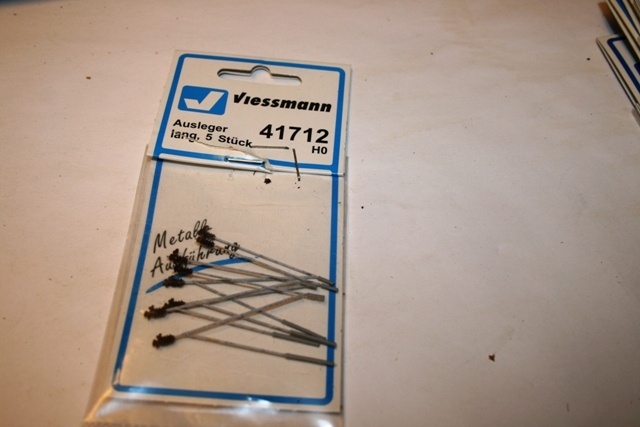 Viessmann
Ausleger
lang, 5 Stück
41712
H0
Metall-
Ausführung